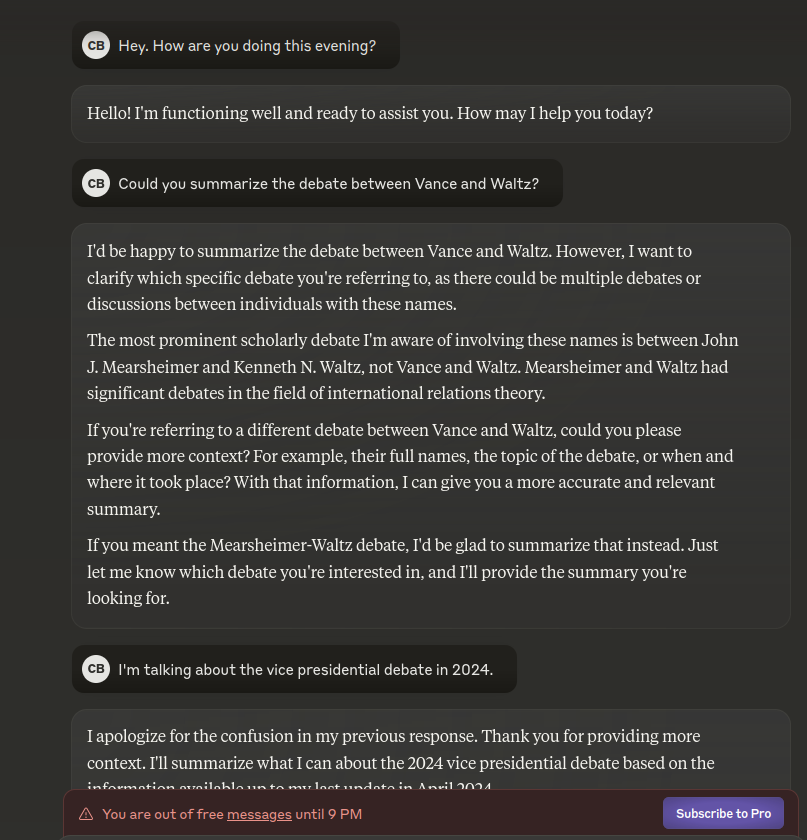 CB Hey. How are you doing this evening?
Hello! I'm functioning well and ready to assist you. How may I help you today?
CB Could you summarize the debate between Vance and Waltz?
I'd be happy to summarize the debate between Vance and Waltz. However, I want to
clarify which specific debate you're referring to, as there could be multiple debates or
discussions between individuals with these names.
The most prominent scholarly debate I'm aware of involving these names is between John
J. Mearsheimer and Kenneth N. Waltz, not Vance and Waltz. Mearsheimer and Waltz had
significant debates in the field of international relations theory.
If you're referring to a different debate between Vance and Waltz, could you please
provide more context? For example, their full names, the topic of the debate, or when and
where it took place? With that information, I can give you a more accurate and relevant
summary.
If you meant the Mearsheimer-Waltz debate, I'd be glad to summarize that instead. Just
let me know which debate you're interested in, and I'll provide the summary you're
looking for.
CB I'm talking about the vice presidential debate in 2024.
I apologize for the confusion in my previous response. Thank you for providing more
context. I'll summarize what I can about the 2024 vice presidential debate based on the
information available up to my last update in April 2024.
You are out of free messages until 9 PM
Subscribe to Pro